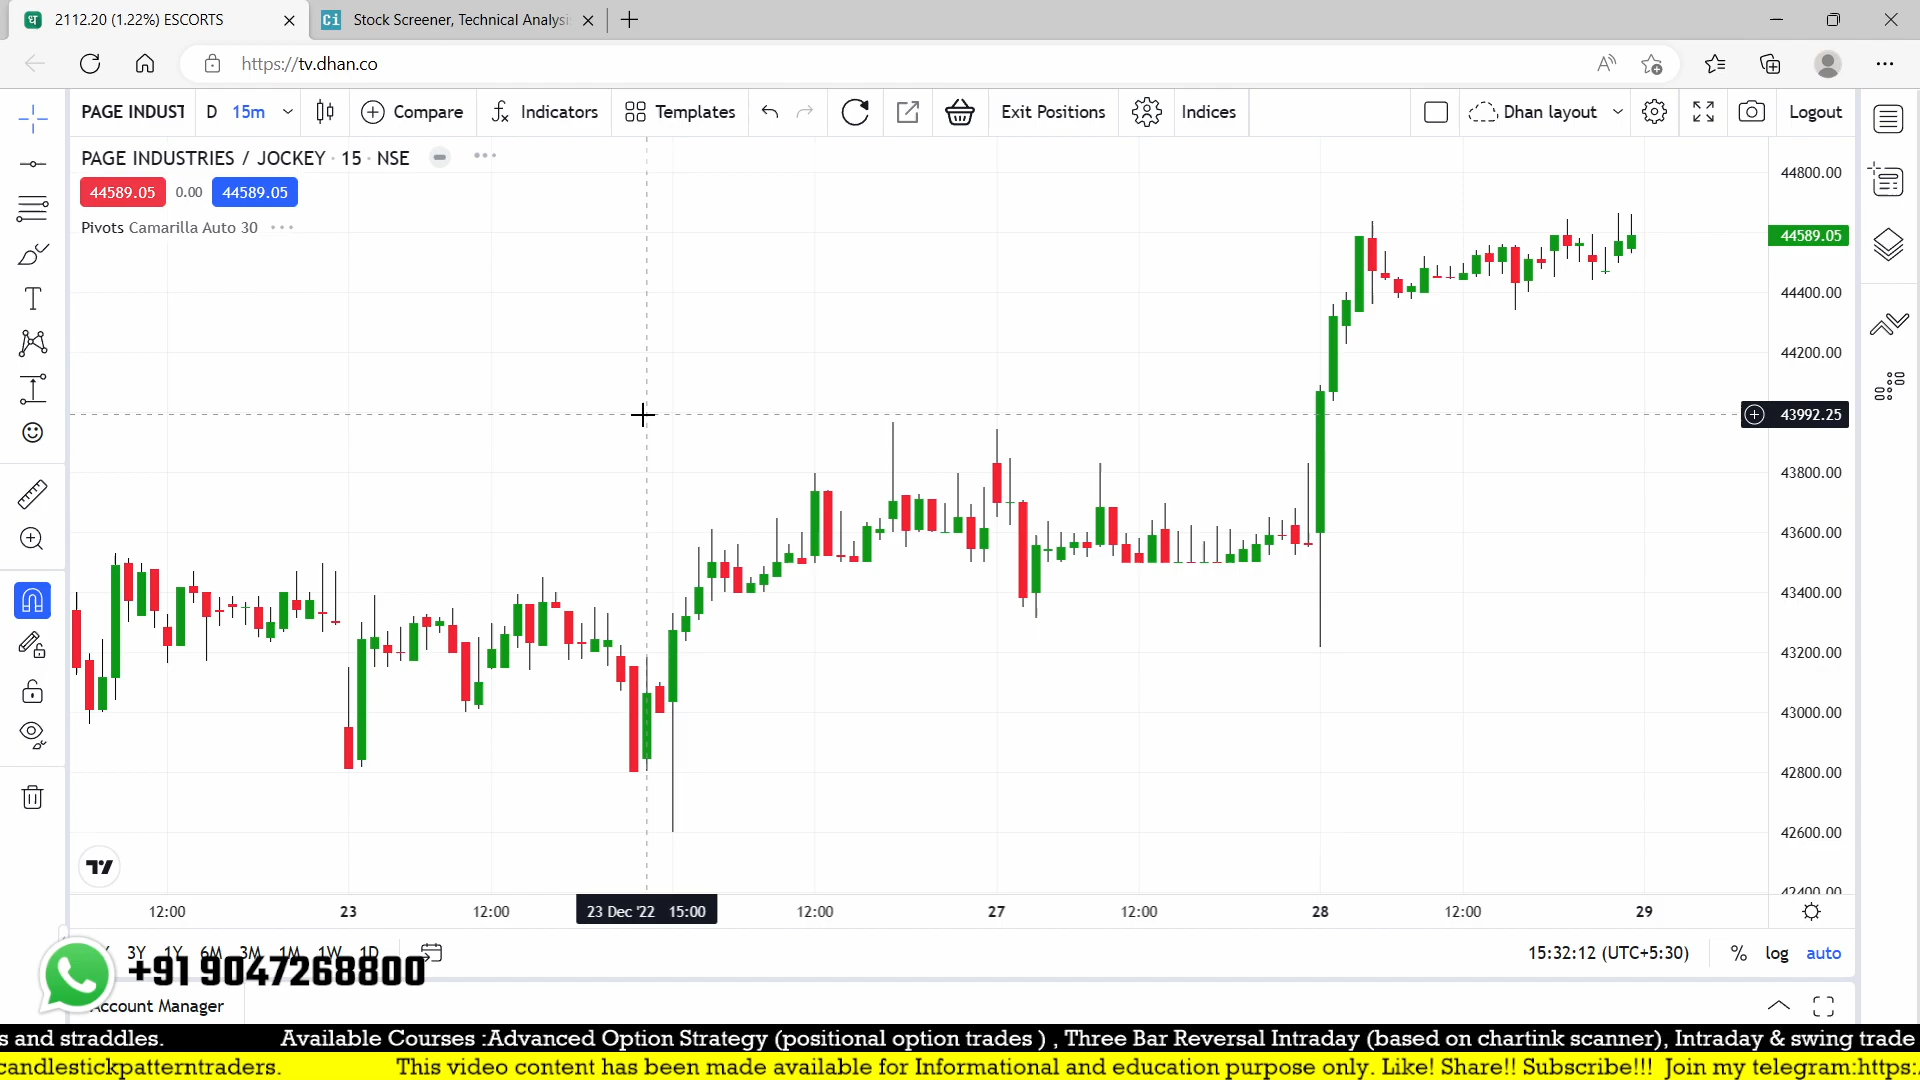 2112.20 (1.22%) ESCORTS
Ci Stock Screener, Technical Analysi
https://tv.dhan.co
PAGE INDUST D 15m Compare Indicators Templates Exit Positions Indices Dhan layout Logout
PAGE INDUSTRIES / JOCKEY · 15 · NSE
44589.05 0.00 44589.05
Pivots Camarilla Auto 30
44800.00
44589.05
44400.00
44200.00
43992.25
43800.00
43600.00
43400.00
43200.00
43000.00
42800.00
42600.00
42400.00
12:00 23 12:00 23 Dec '22 15:00 12:00 27 12:00 28 12:00 29
3Y 1Y 6M 3M 1M 1W 1D 15:32:12 (UTC+5:30) % log auto
+91 9047268800
Account Manager
s and straddles. Available Courses :Advanced Option Strategy (positional option trades ) , Three Bar Reversal Intraday (based on chartink scanner), Intraday & swing trade
candlestickpatterntraders. This video content has been made available for Informational and education purpose only. Like! Share!! Subscribe!!! Join my telegram:https: